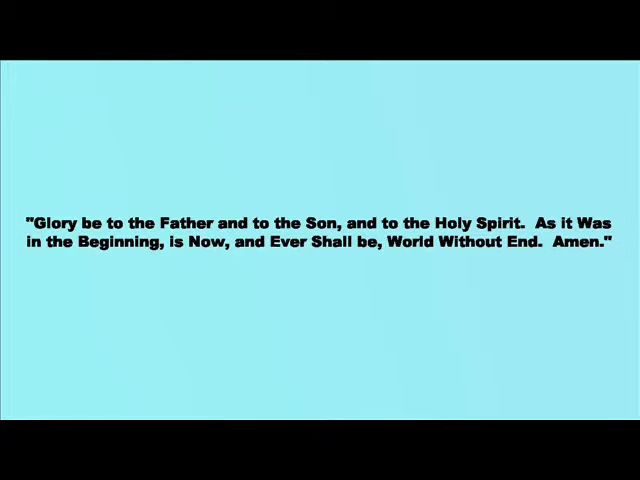 "Glory be to the Father and to the Son, and to the Holy Spirit.  As it Was
in the Beginning, is Now, and Ever Shall be, World Without End.  Amen."